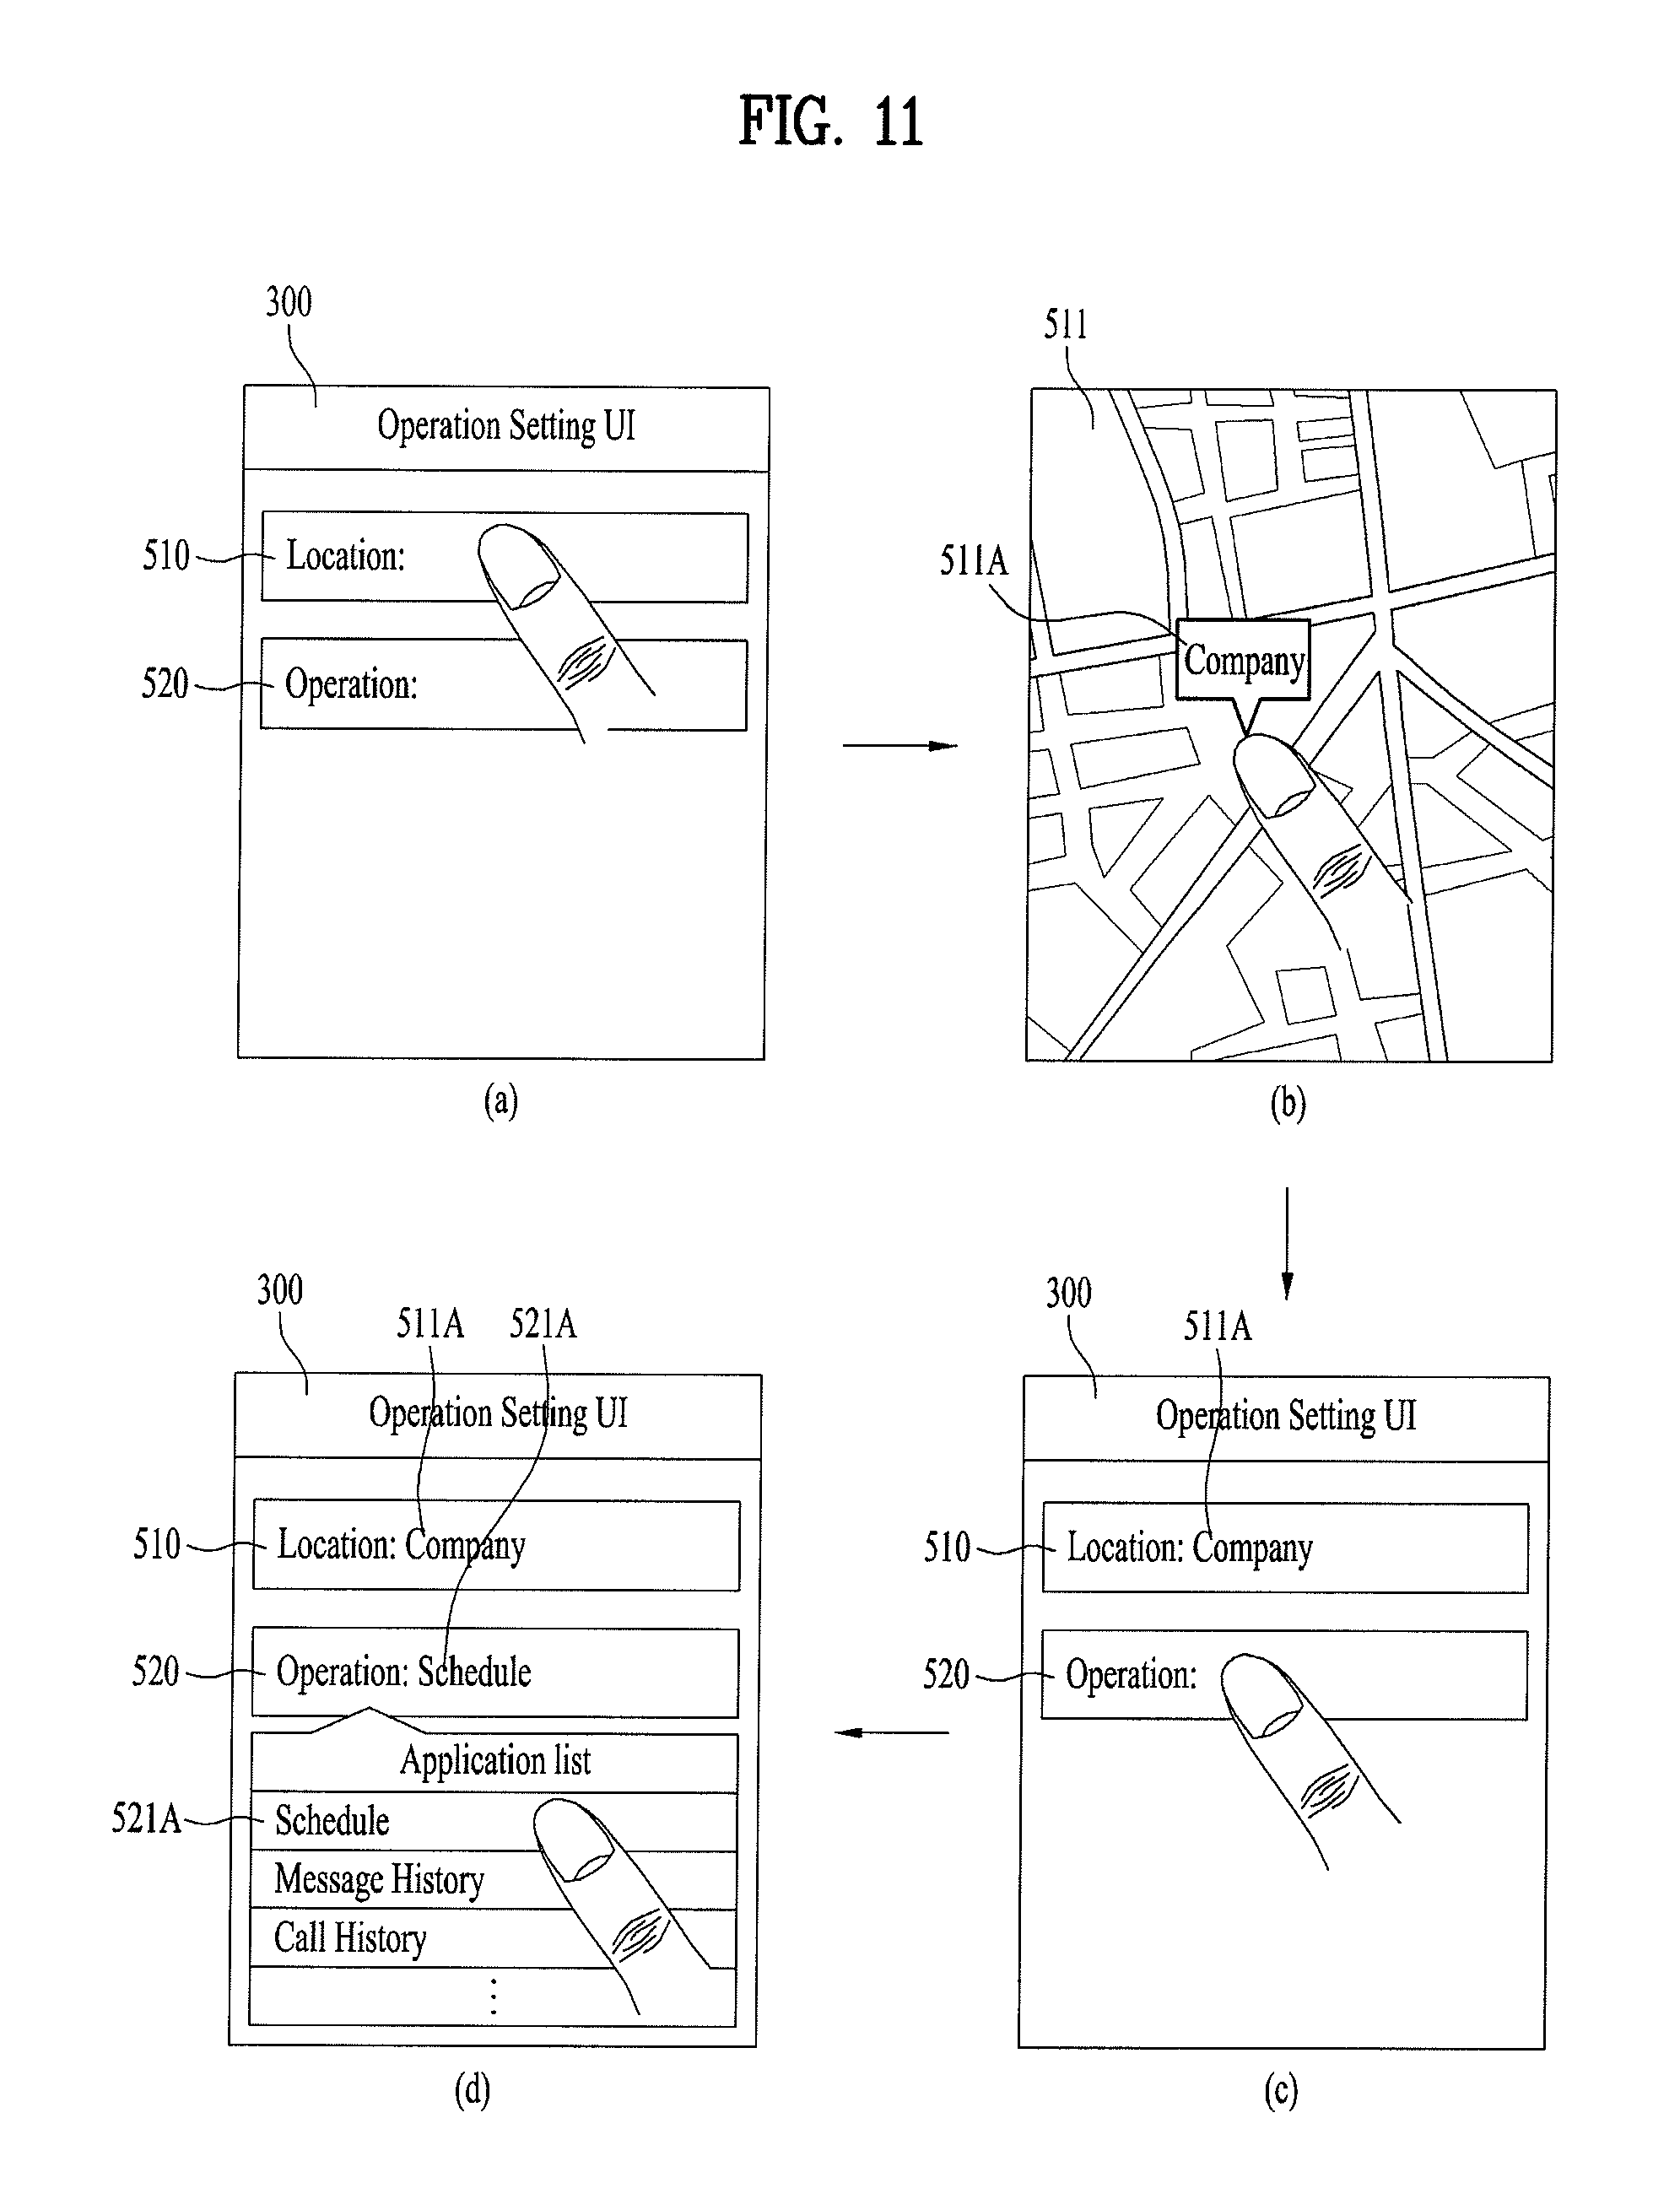 FIG. 11
300
Operation Setting UI
510
Location:
520
Operation:
(a)
511
511A
Company
(b)
300
511A
Operation Setting UI
510
Location: Company
520
Operation:
(c)
300
511A
521A
Operation Setting UI
510
Location: Company
520
Operation: Schedule
Application list
521A
Schedule
Message History
Call History
(d)